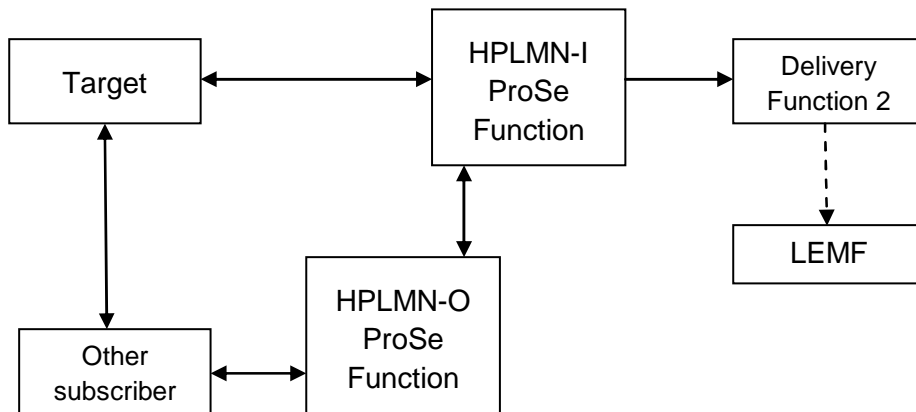 Target
HPLMN-I
ProSe
Function
Delivery
Function 2
LEMF
HPLMN-O
ProSe
Function
Other
subscriber